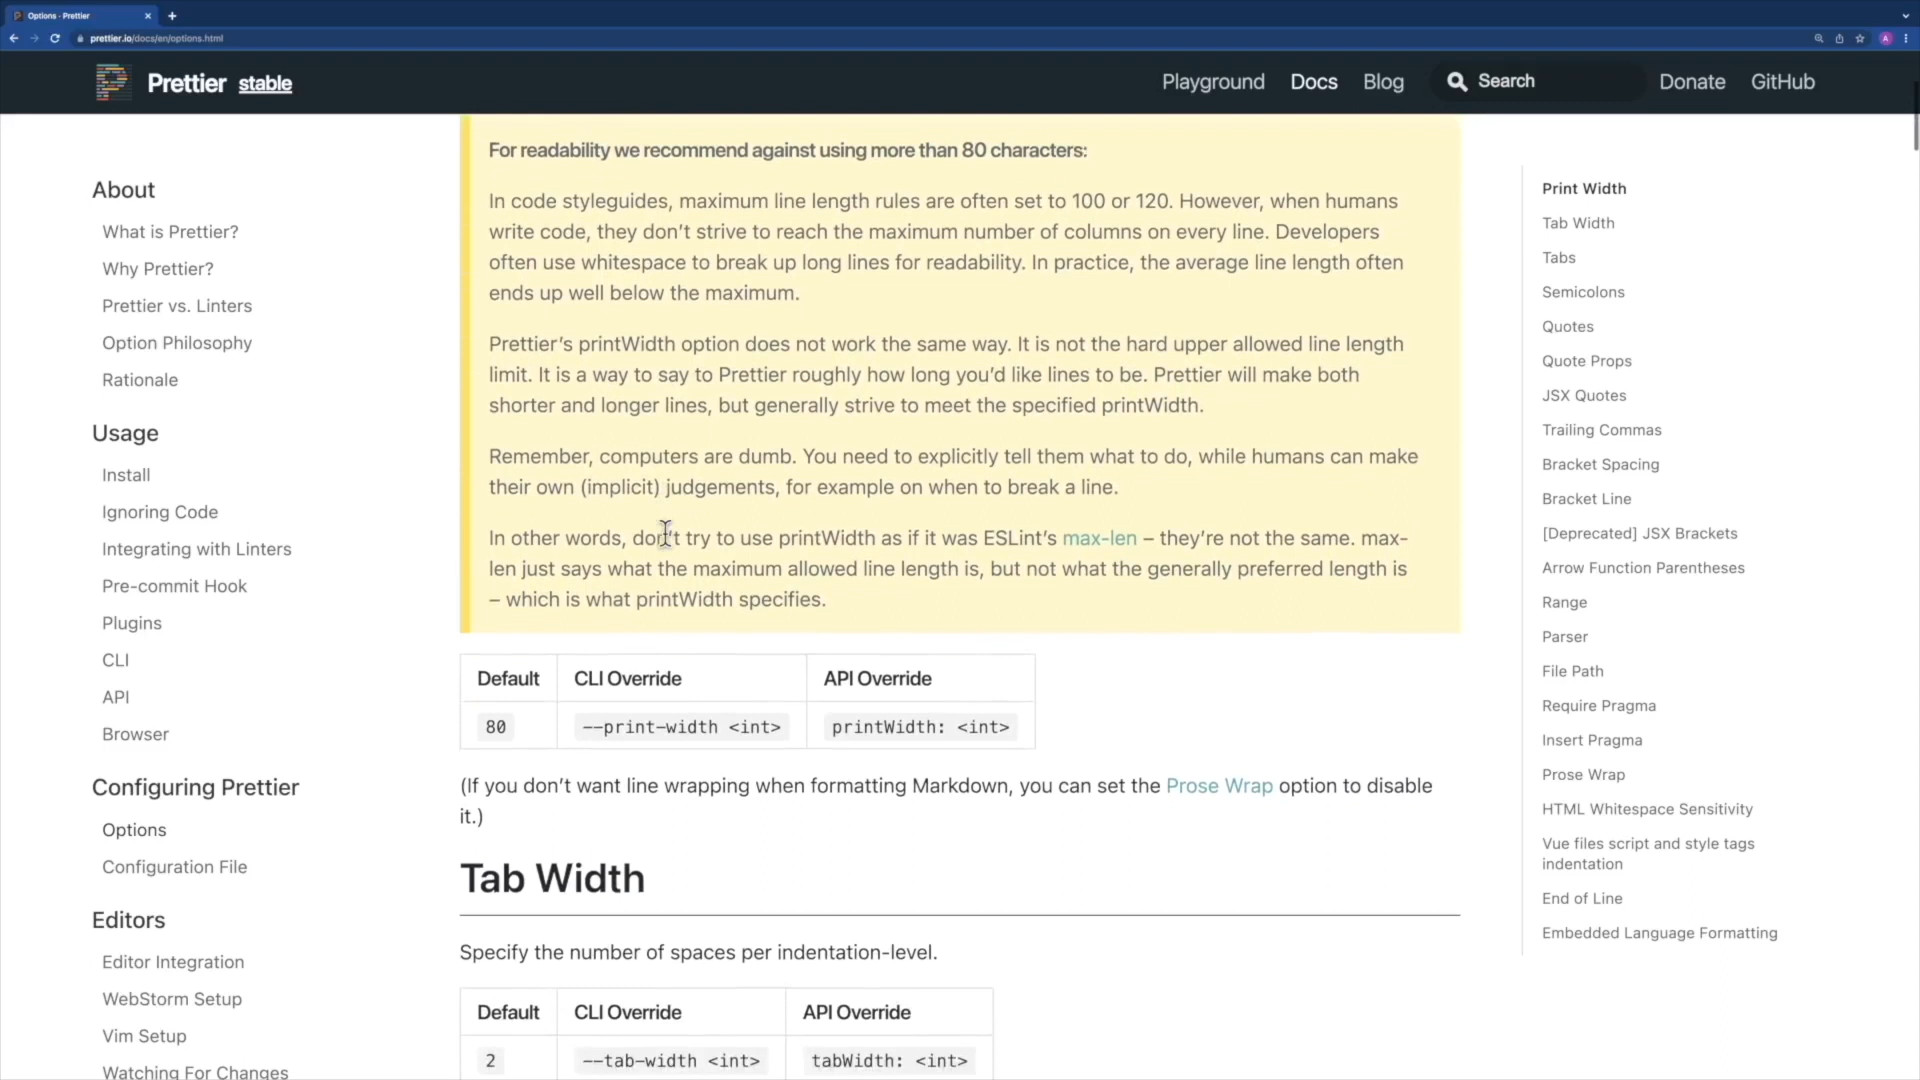 Options · Prettier
prettier.io/docs/en/options.html
A
Prettier stable
Playground
Docs
Blog
Search
Donate
GitHub
About
What is Prettier?
Why Prettier?
Prettier vs. Linters
Option Philosophy
Rationale
Usage
Install
Ignoring Code
Integrating with Linters
Pre-commit Hook
Plugins
CLI
API
Browser
Configuring Prettier
Options
Configuration File
Editors
Editor Integration
WebStorm Setup
Vim Setup
Watching For Changes
For readability we recommend against using more than 80 characters:
In code styleguides, maximum line length rules are often set to 100 or 120. However, when humans
write code, they don’t strive to reach the maximum number of columns on every line. Developers
often use whitespace to break up long lines for readability. In practice, the average line length often
ends up well below the maximum.
Prettier’s printWidth option does not work the same way. It is not the hard upper allowed line length
limit. It is a way to say to Prettier roughly how long you’d like lines to be. Prettier will make both
shorter and longer lines, but generally strive to meet the specified printWidth.
Remember, computers are dumb. You need to explicitly tell them what to do, while humans can make
their own (implicit) judgements, for example on when to break a line.
In other words, don’t try to use printWidth as if it was ESLint’s max-len – they’re not the same. max-
len just says what the maximum allowed line length is, but not what the generally preferred length is
– which is what printWidth specifies.
Default CLI Override API Override
80 --print-width <int> printWidth: <int>
(If you don’t want line wrapping when formatting Markdown, you can set the Prose Wrap option to disable
it.)
Tab Width
Specify the number of spaces per indentation-level.
Default CLI Override API Override
2 --tab-width <int> tabWidth: <int>
Print Width
Tab Width
Tabs
Semicolons
Quotes
Quote Props
JSX Quotes
Trailing Commas
Bracket Spacing
Bracket Line
[Deprecated] JSX Brackets
Arrow Function Parentheses
Range
Parser
File Path
Require Pragma
Insert Pragma
Prose Wrap
HTML Whitespace Sensitivity
Vue files script and style tags
indentation
End of Line
Embedded Language Formatting